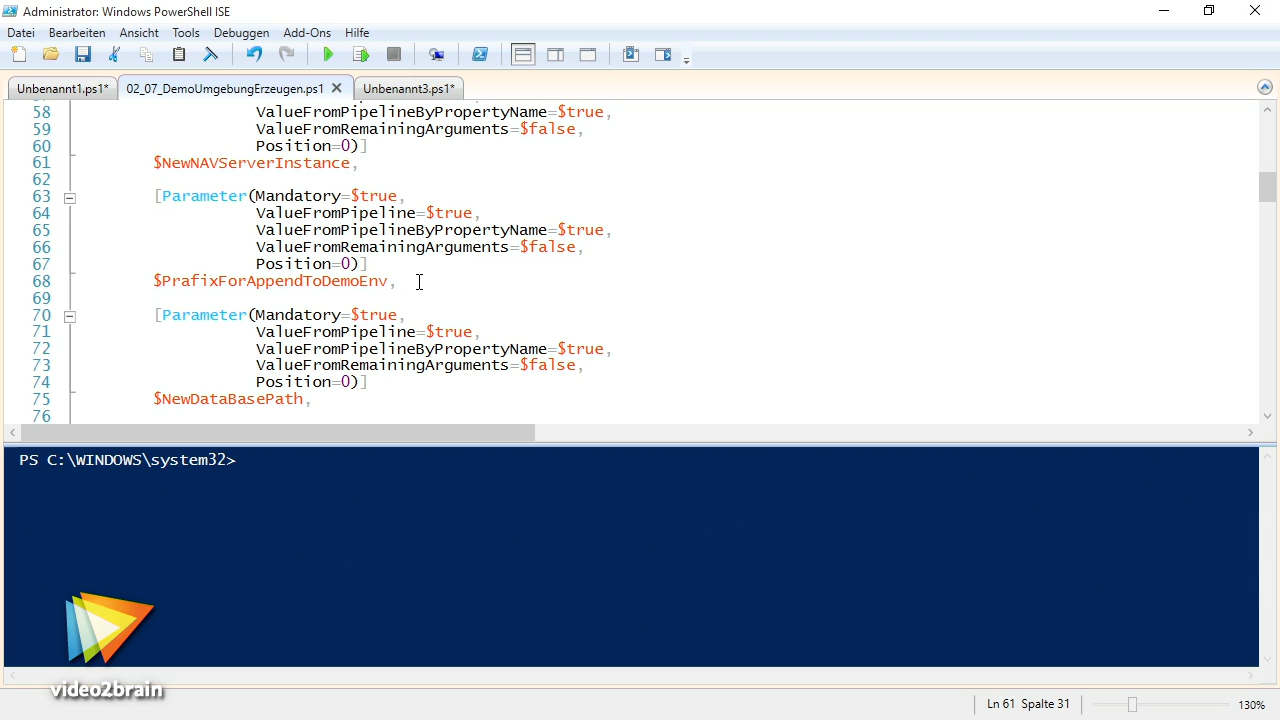 Administrator: Windows PowerShell ISE
Datei Bearbeiten Ansicht Tools Debuggen Add-Ons Hilfe
Unbenannt1.ps1* 02_07_DemoUmgebungErzeugen.ps1 Unbenannt3.ps1*
58 ValueFromPipelineByPropertyName=$true,
59 ValueFromRemainingArguments=$false,
60 Position=0)]
61 $NewNAVServerInstance,
62
63 [Parameter(Mandatory=$true,
64 ValueFromPipeline=$true,
65 ValueFromPipelineByPropertyName=$true,
66 ValueFromRemainingArguments=$false,
67 Position=0)]
68 $PrafixForAppendToDemoEnv,
69
70 [Parameter(Mandatory=$true,
71 ValueFromPipeline=$true,
72 ValueFromPipelineByPropertyName=$true,
73 ValueFromRemainingArguments=$false,
74 Position=0)]
75 $NewDataBasePath,
76
PS C:\WINDOWS\system32>
video2brain
Ln 61 Spalte 31 130%